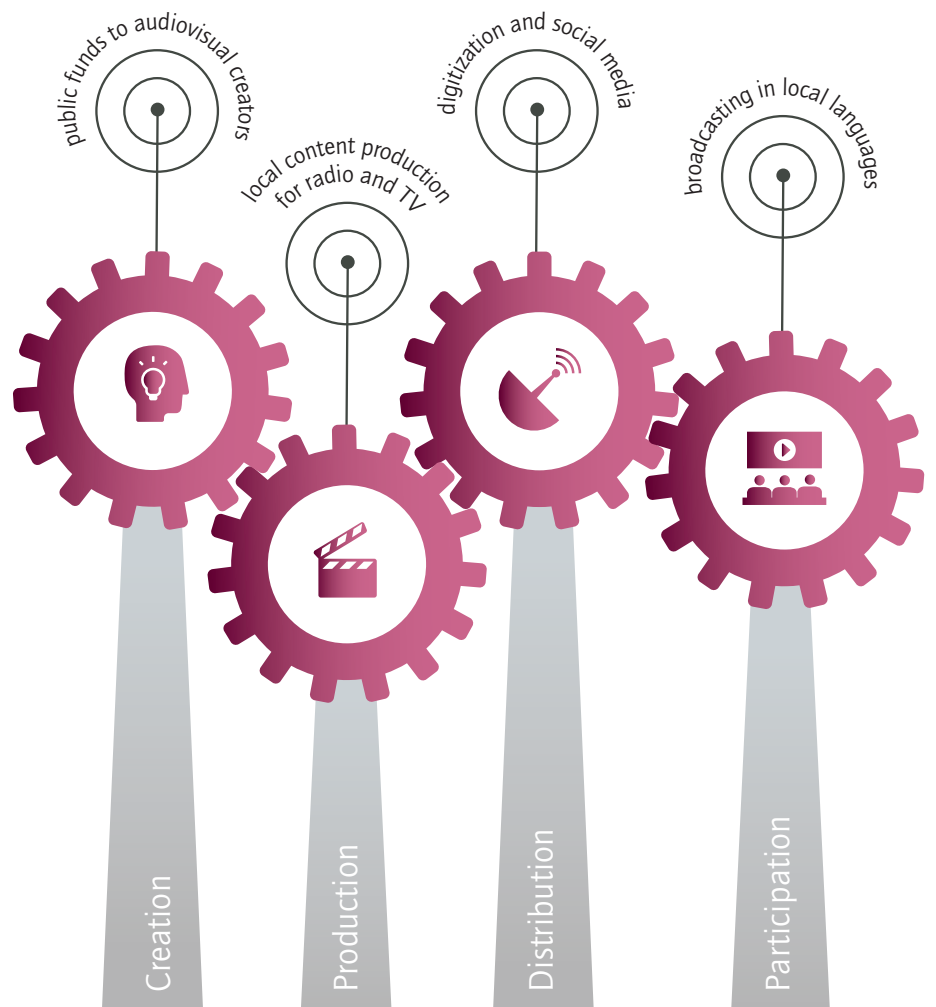 public funds to audiovisual creators
local content production
for radio and TV
digitization and social media
broadcasting in local languages
Creation
Production
Distribution
Participation